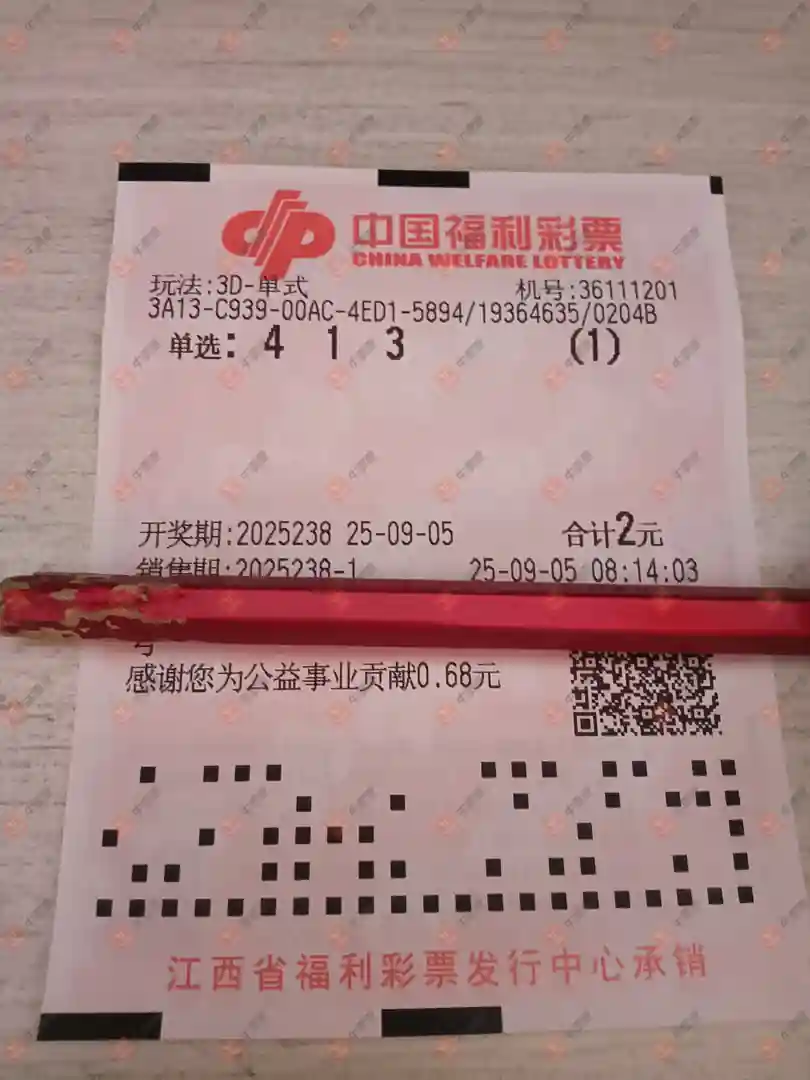 中国福利彩票
CHINA WELFARE LOTTERY
玩法:3D-单式 机号:36111201
3A13-C939-00AC-4ED1-5894/19364635/0204B
单选: 4 1 3 (1)
开奖期:2025238 25-09-05 合计2元
销售期:2025238-1 25-09-05 08:14:03
号
感谢您为公益事业贡献0.68元
江西省福利彩票发行中心承销